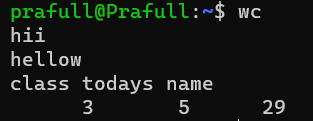 prafull@Prafull:~$ wc
hii
hellow
class todays name
      3       5      29